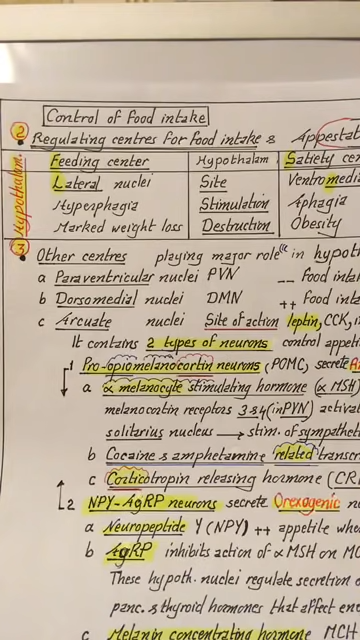 Control of food intake
② Regulating centres for food intake & Appestat
Hypothalam.
Feeding center Hypothalam Satiety cen
Lateral nuclei Site Ventromedi
Hyperphagia Stimulation Aphagia
Marked weight loss Destruction Obesity
③ Other centres playing major role in hypoth
a Paraventricular nuclei PVN -- food intak
b Dorsomedial nuclei DMN ++ food inta
c Arcuate nuclei Site of action leptin, CCK, i
It contains 2 types of neurons control appeti
1 Pro-opiomelanocortin neurons (POMC, secrete A
a α melanocyte stimulating hormone (α MSH)
melanocortin receptors 3&4 (in PVN) activat
solitarius nucleus → stim. of sympathet
b Cocaine & amphetamine related transcr
c Corticotropin releasing hormone (CR
2 NPY-AgRP neurons secrete Orexogenic n
a Neuropeptide Y (NPY) ++ appetite whe
b AgRP inhibits action of α MSH on MC
These hypoth. nuclei regulate secretion o
panc. & thyroid hormones that affect en
c Melanin concentrating hormone MCH